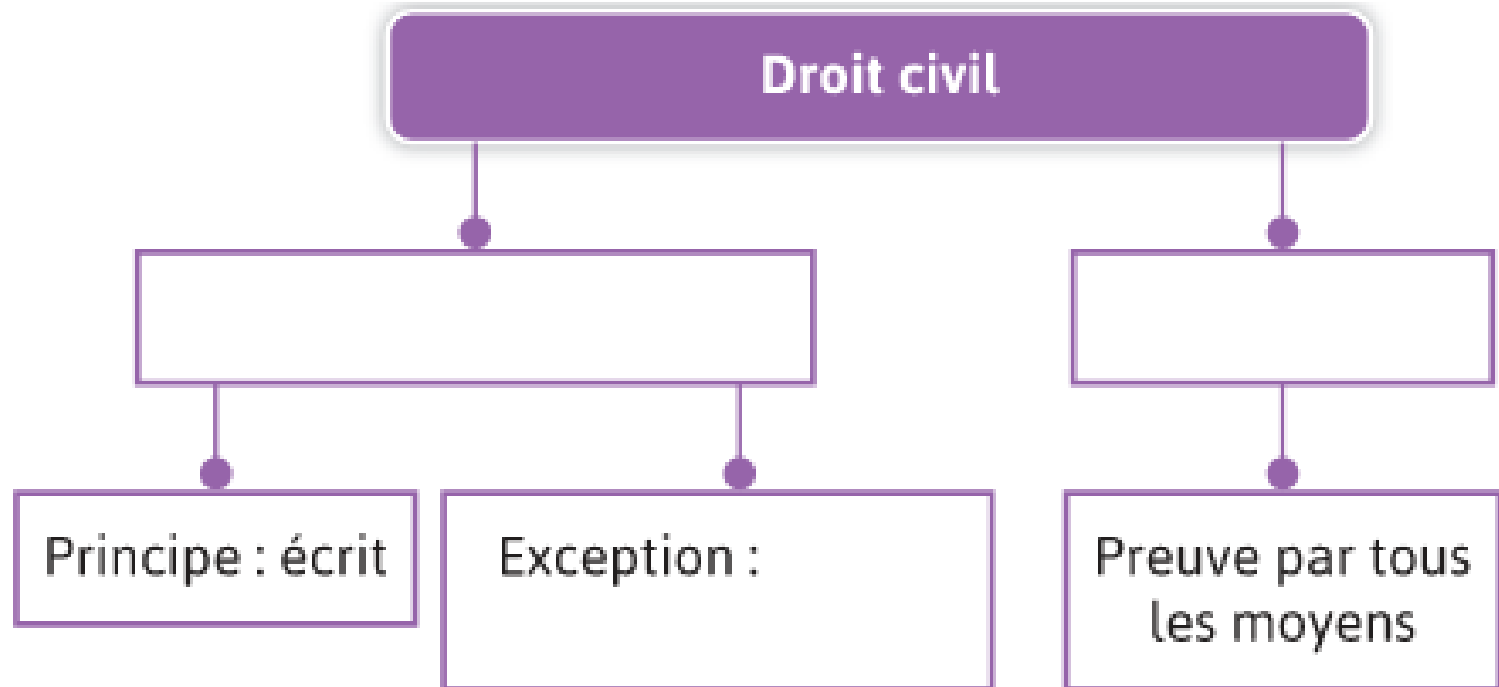 Droit civil
Principe : écrit
Exception :
Preuve par tous
les moyens